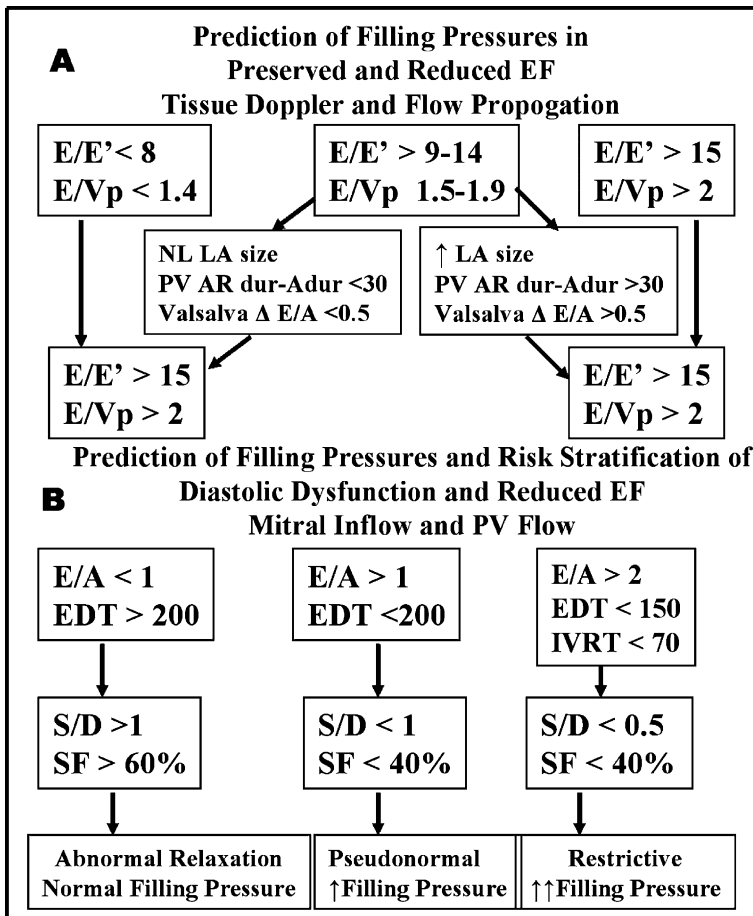 A
Prediction of Filling Pressures in
Preserved and Reduced EF
Tissue Doppler and Flow Propogation
E/E’< 8
E/Vp < 1.4
E/E’ > 9-14
E/Vp 1.5-1.9
E/E’ > 15
E/Vp > 2
NL LA size
PV AR dur-Adur <30
Valsalva Δ E/A <0.5
↑ LA size
PV AR dur-Adur >30
Valsalva Δ E/A >0.5
E/E’ > 15
E/Vp > 2
E/E’ > 15
E/Vp > 2
B
Prediction of Filling Pressures and Risk Stratification of
Diastolic Dysfunction and Reduced EF
Mitral Inflow and PV Flow
E/A < 1
EDT > 200
E/A > 1
EDT <200
E/A > 2
EDT < 150
IVRT < 70
S/D >1
SF > 60%
S/D < 1
SF < 40%
S/D < 0.5
SF < 40%
Abnormal Relaxation
Normal Filling Pressure
Pseudonormal
↑Filling Pressure
Restrictive
↑↑Filling Pressure